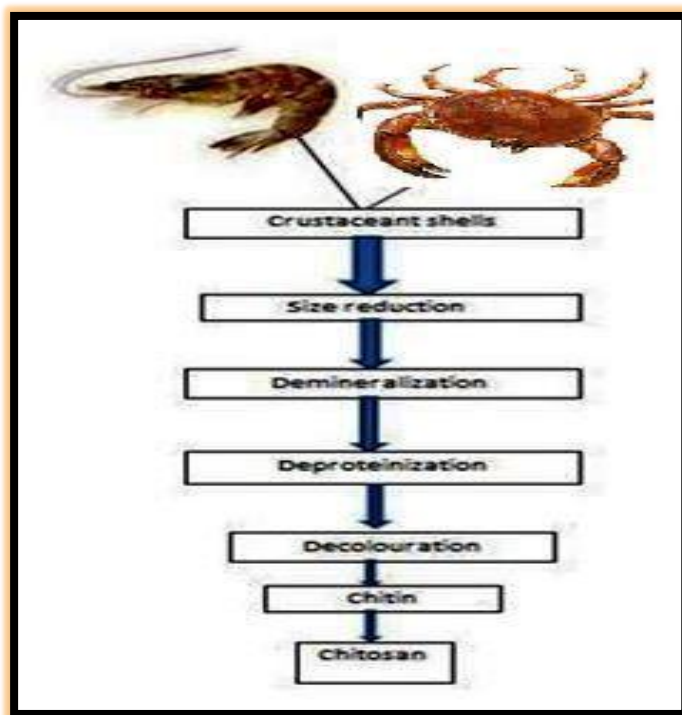 Crustaceant shells
Size reduction
Demineralization
Deproteinization
Decolouration
Chitin
Chitosan